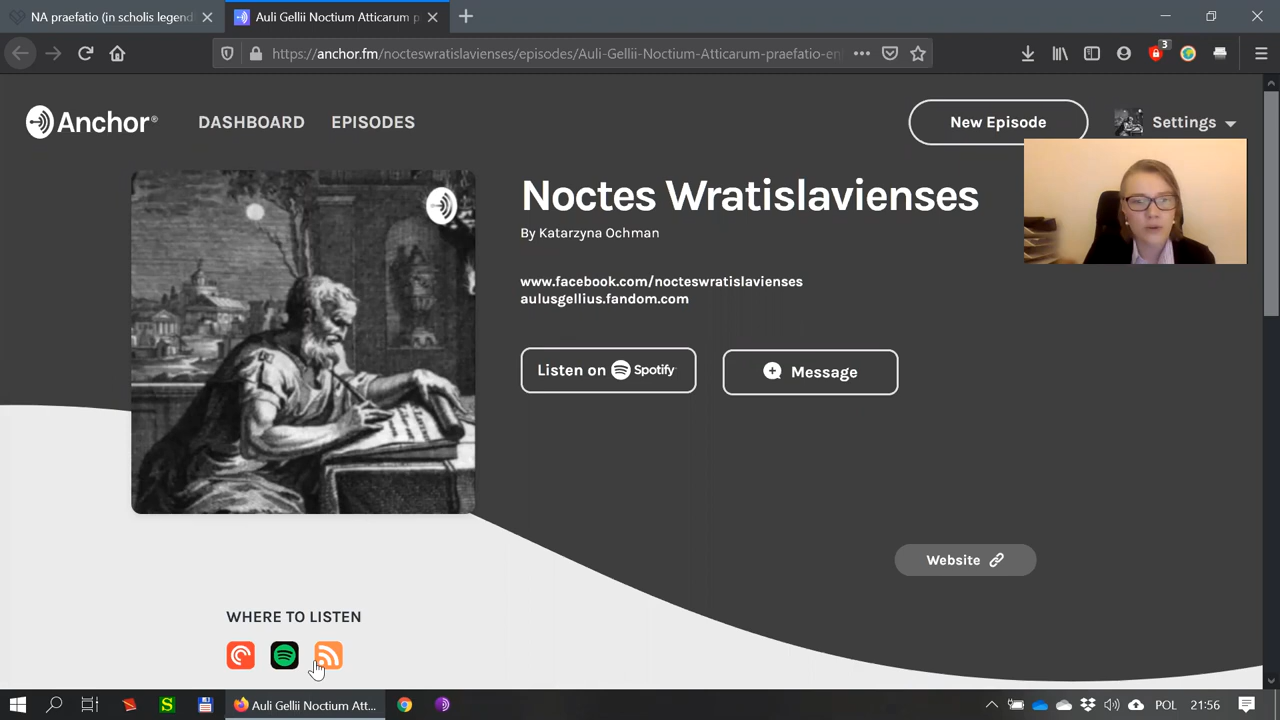 NA praefatio (in scholis legend
Auli Gellii Noctium Atticarum p
https://anchor.fm/nocteswratislavienses/episodes/Auli-Gellii-Noctium-Atticarum-praefatio-en
3
Anchor®
DASHBOARD
EPISODES
New Episode
Settings
Noctes Wratislavienses
By Katarzyna Ochman
www.facebook.com/nocteswratislavienses
aulusgellius.fandom.com
Listen on Spotify
Message
Website
WHERE TO LISTEN
S
Auli Gellii Noctium Att...
POL
21:56